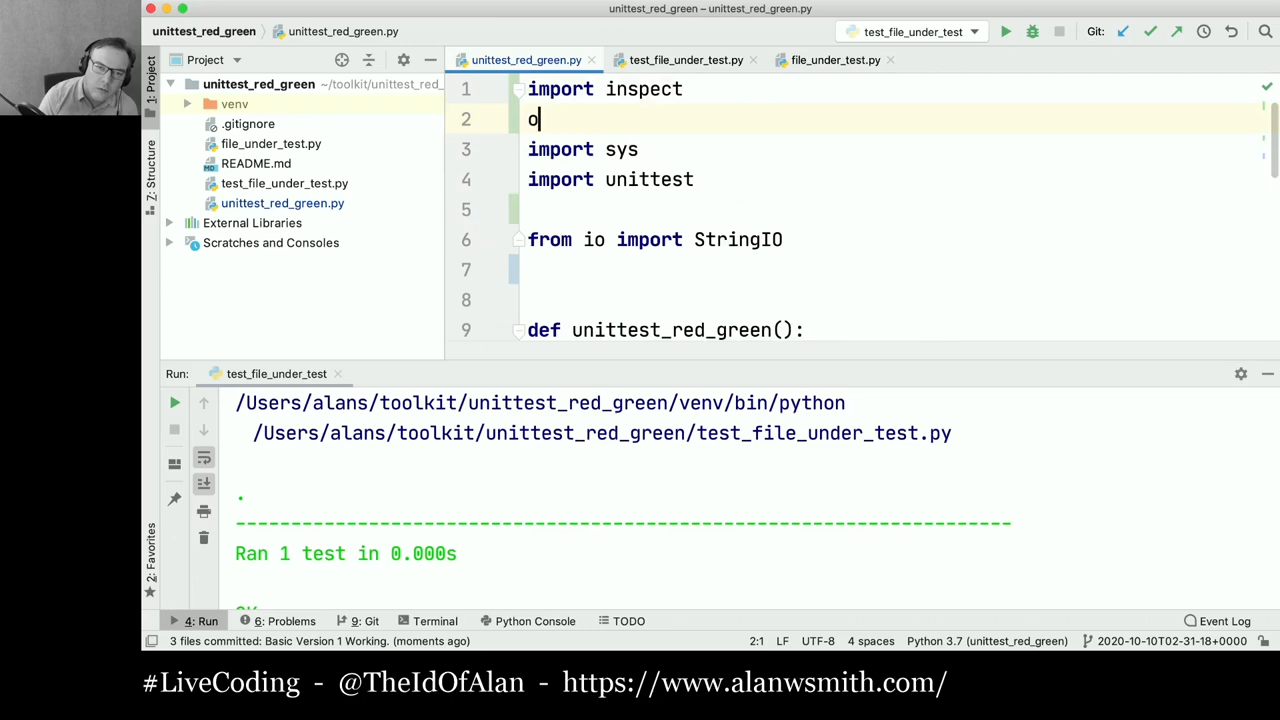 unittest_red_green – unittest_red_green.py
unittest_red_green
unittest_red_green.py
test_file_under_test
Git:
1: Project
Z: Structure
2: Favorites
Project
unittest_red_green ~/toolkit/unittest_red_
venv
.gitignore
file_under_test.py
README.md
test_file_under_test.py
unittest_red_green.py
External Libraries
Scratches and Consoles
unittest_red_green.py
test_file_under_test.py
file_under_test.py
1 import inspect
2 o
3 import sys
4 import unittest
5
6 from io import StringIO
7
8
9 def unittest_red_green():
Run: test_file_under_test
/Users/alans/toolkit/unittest_red_green/venv/bin/python
/Users/alans/toolkit/unittest_red_green/test_file_under_test.py
.
----------------------------------------------------------------------
Ran 1 test in 0.000s
4: Run 6: Problems 9: Git Terminal Python Console TODO Event Log
3 files committed: Basic Version 1 Working. (moments ago) 2:1 LF UTF-8 4 spaces Python 3.7 (unittest_red_green) 2020-10-10T02-31-18+0000
#LiveCoding - @TheIdOfAlan - https://www.alanwsmith.com/